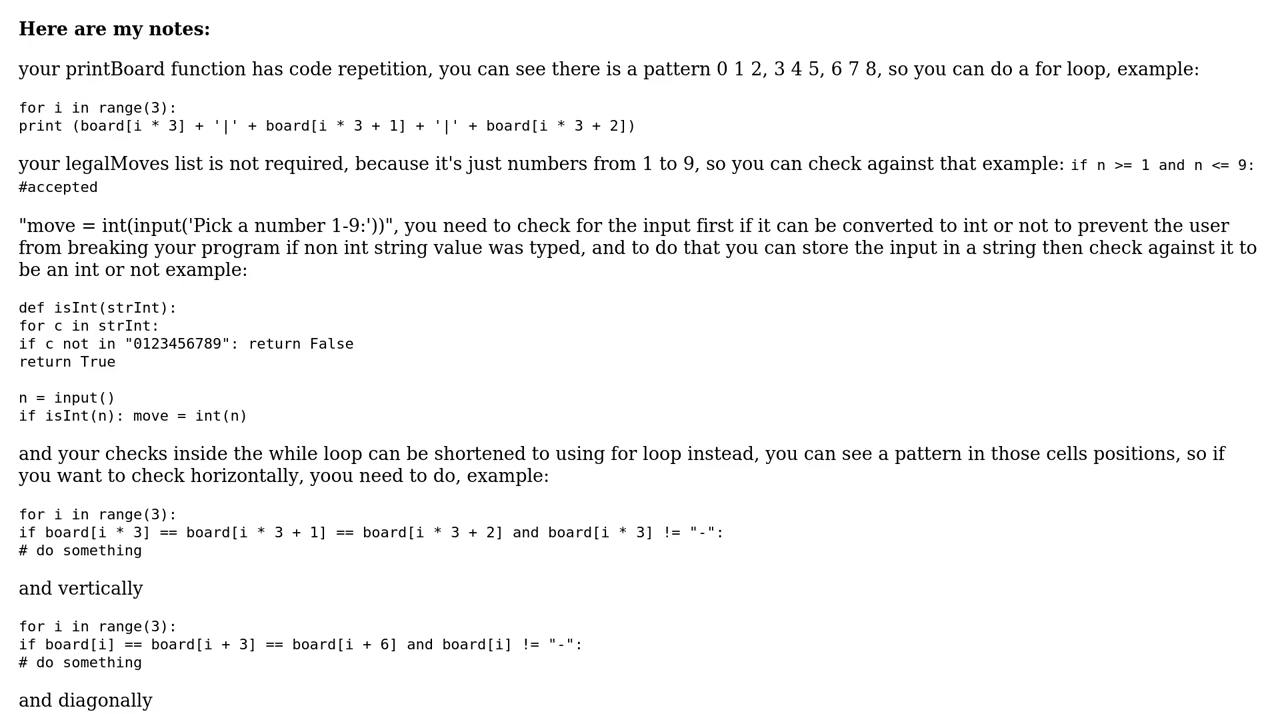 Here are my notes:
your printBoard function has code repetition, you can see there is a pattern 0 1 2, 3 4 5, 6 7 8, so you can do a for loop, example:
for i in range(3):
print (board[i * 3] + '|' + board[i * 3 + 1] + '|' + board[i * 3 + 2])
your legalMoves list is not required, because it's just numbers from 1 to 9, so you can check against that example: if n >= 1 and n <= 9:
#accepted
"move = int(input('Pick a number 1-9:'))", you need to check for the input first if it can be converted to int or not to prevent the user
from breaking your program if non int string value was typed, and to do that you can store the input in a string then check against it to
be an int or not example:
def isInt(strInt):
for c in strInt:
if c not in "0123456789": return False
return True
n = input()
if isInt(n): move = int(n)
and your checks inside the while loop can be shortened to using for loop instead, you can see a pattern in those cells positions, so if
you want to check horizontally, yoou need to do, example:
for i in range(3):
if board[i * 3] == board[i * 3 + 1] == board[i * 3 + 2] and board[i * 3] != "-":
# do something
and vertically
for i in range(3):
if board[i] == board[i + 3] == board[i + 6] and board[i] != "-":
# do something
and diagonally